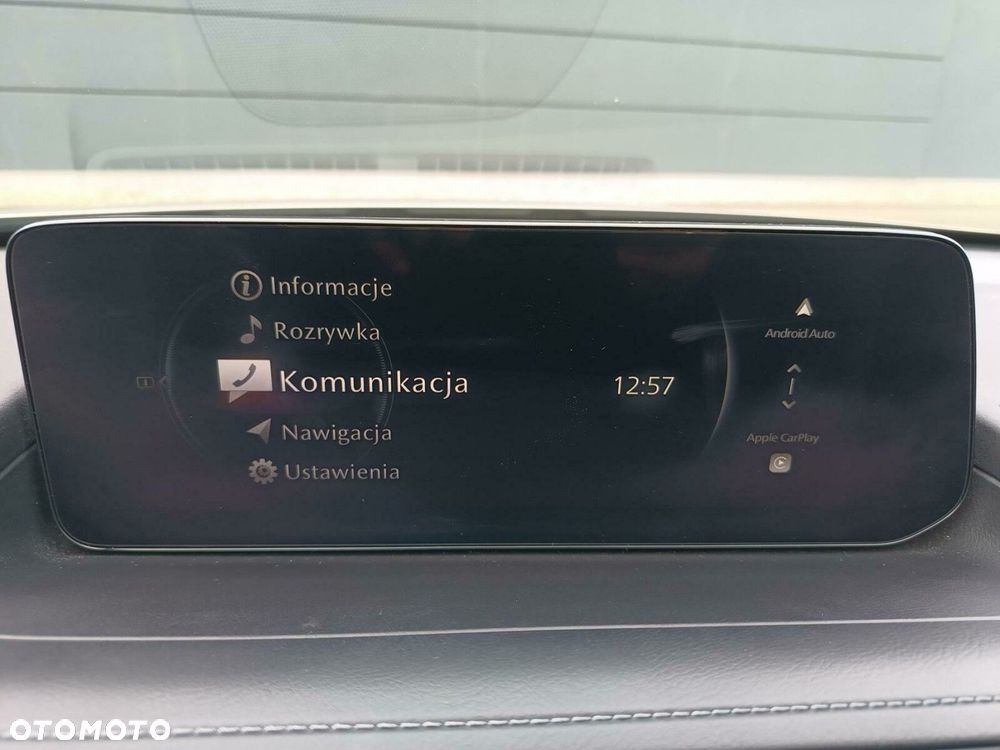 Informacje
Rozrywka
Komunikacja
Nawigacja
Ustawienia
12:57
Android Auto
Apple CarPlay
OTOMOTO